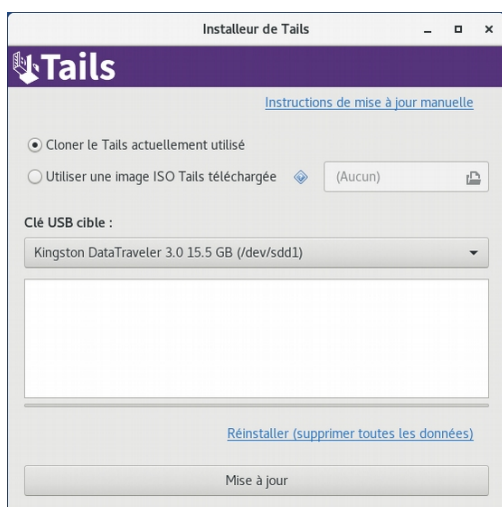 Installeur de Tails
Tails
Instructions de mise à jour manuelle
Cloner le Tails actuellement utilisé
Utiliser une image ISO Tails téléchargée (Aucun)
Clé USB cible :
Kingston DataTraveler 3.0 15.5 GB (/dev/sdd1)
Réinstaller (supprimer toutes les données)
Mise à jour